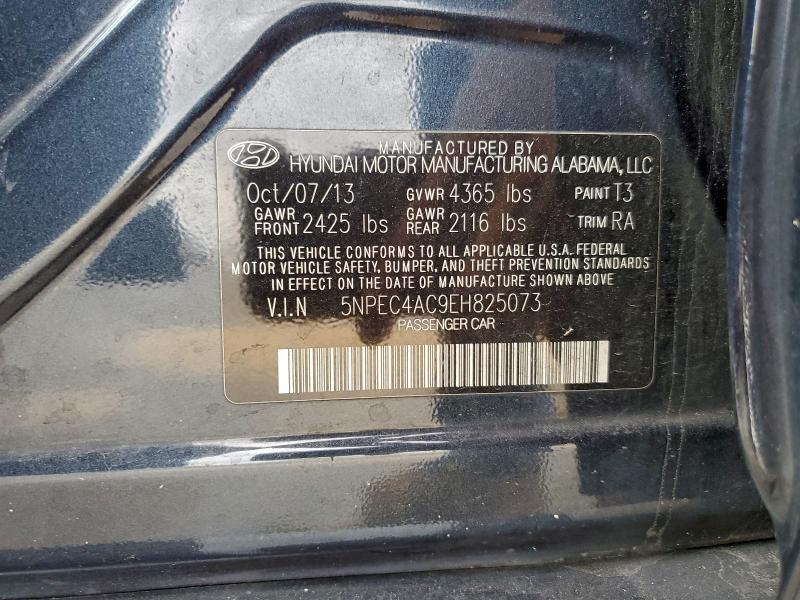 MANUFACTURED BY
HYUNDAI MOTOR MANUFACTURING ALABAMA, LLC
Oct/07/13 GVWR 4365 lbs PAINT T3
GAWR FRONT 2425 lbs GAWR REAR 2116 lbs TRIM RA
THIS VEHICLE CONFORMS TO ALL APPLICABLE U.S.A. FEDERAL
MOTOR VEHICLE SAFETY, BUMPER, AND THEFT PREVENTION STANDARDS
IN EFFECT ON THE DATE OF MANUFACTURE SHOWN ABOVE
V.I.N 5NPEC4AC9EH825073
PASSENGER CAR